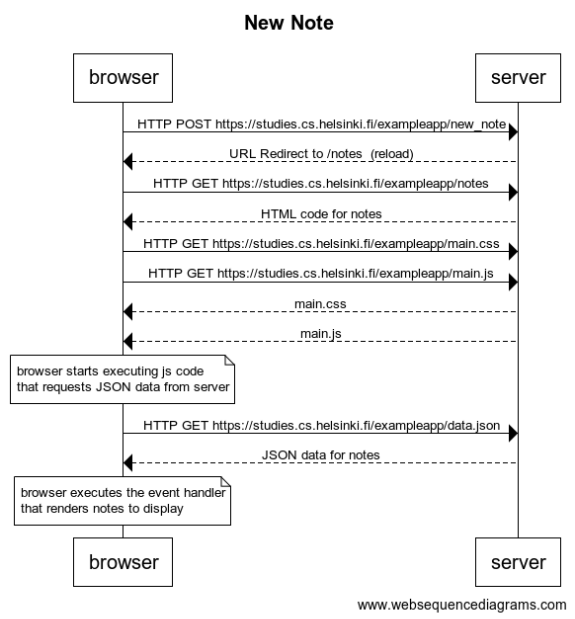 New Note
browser
server
HTTP POST https://studies.cs.helsinki.fi/exampleapp/new_note
URL Redirect to /notes (reload)
HTTP GET https://studies.cs.helsinki.fi/exampleapp/notes
HTML code for notes
HTTP GET https://studies.cs.helsinki.fi/exampleapp/main.css
HTTP GET https://studies.cs.helsinki.fi/exampleapp/main.js
main.css
main.js
browser starts executing js code
that requests JSON data from server
HTTP GET https://studies.cs.helsinki.fi/exampleapp/data.json
JSON data for notes
browser executes the event handler
that renders notes to display
browser
server
www.websequencediagrams.com